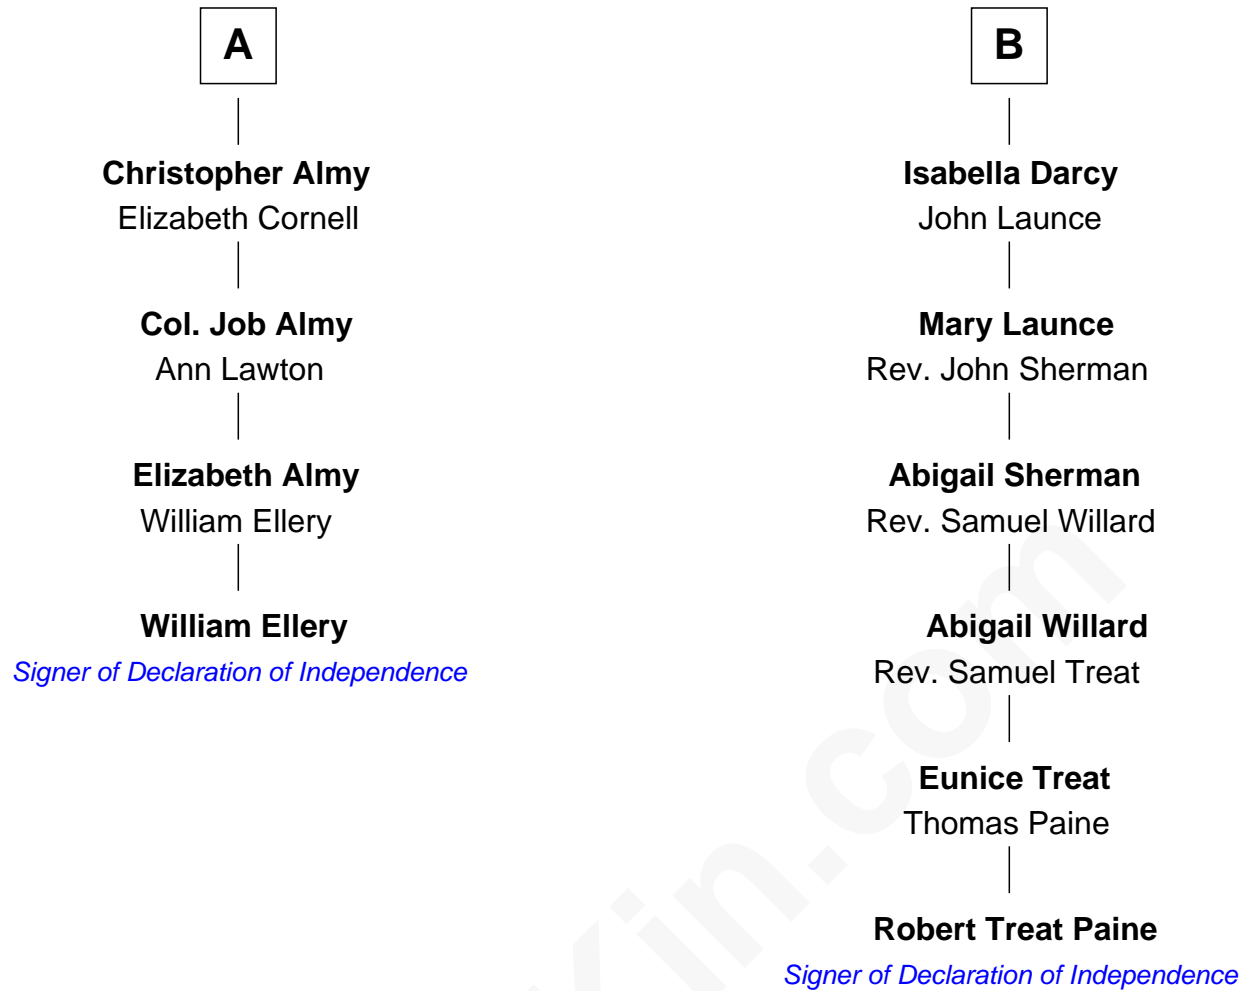 A
Christopher Almy
Elizabeth Cornell
Col. Job Almy
Ann Lawton
Elizabeth Almy
William Ellery
William Ellery
Signer of Declaration of Independence
B
Isabella Darcy
John Launce
Mary Launce
Rev. John Sherman
Abigail Sherman
Rev. Samuel Willard
Abigail Willard
Rev. Samuel Treat
Eunice Treat
Thomas Paine
Robert Treat Paine
Signer of Declaration of Independence